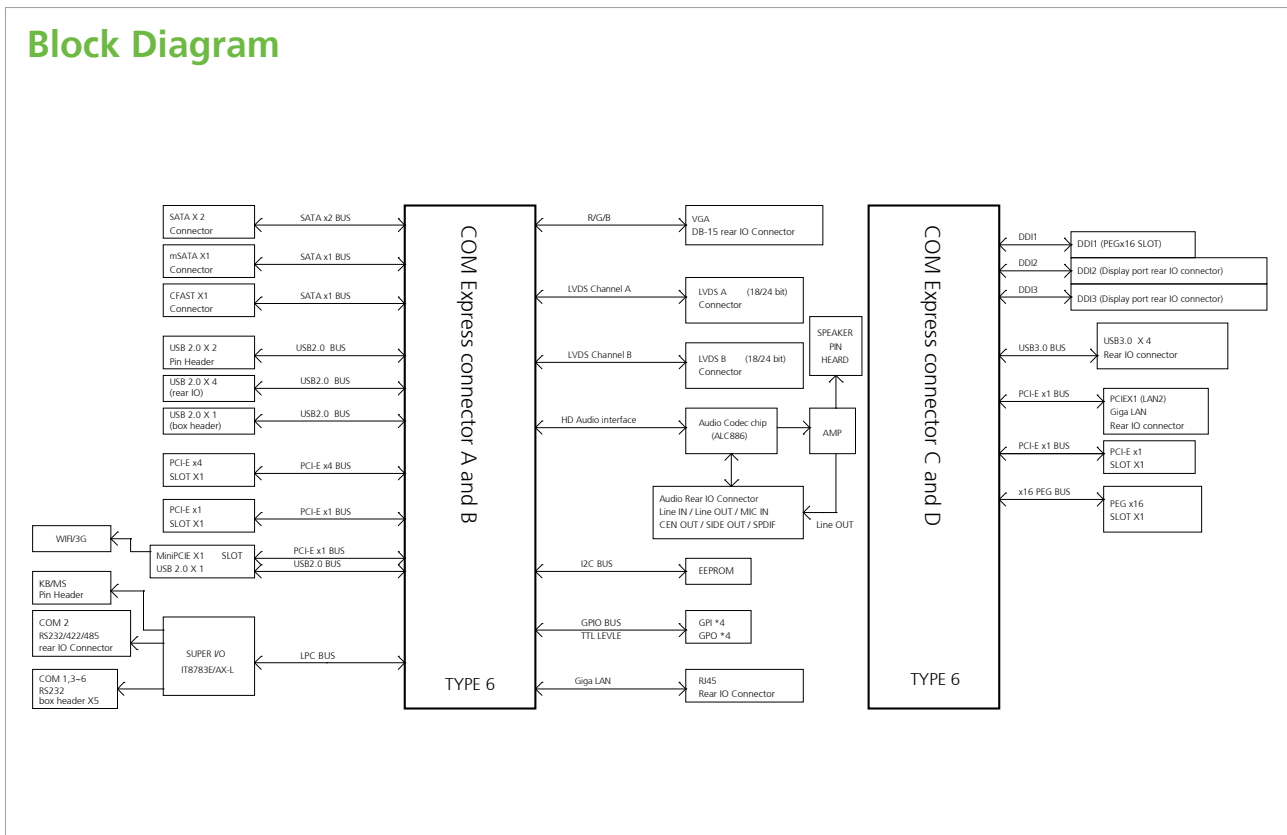 Block Diagram
SATA X 2
Connector
SATA x2 BUS
mSATA X1
Connector
SATA x1 BUS
CFAST X1
Connector
SATA x1 BUS
USB 2.0 X 2
Pin Header
USB2.0 BUS
USB 2.0 X 4
(rear IO)
USB2.0 BUS
USB 2.0 X 1
(box header)
USB2.0 BUS
PCI-E x4
SLOT X1
PCI-E x4 BUS
PCI-E x1
SLOT X1
PCI-E x1 BUS
WIFI/3G
MiniPCIE X1 SLOT
USB 2.0 X 1
PCI-E x1 BUS
USB2.0 BUS
KB/MS
Pin Header
COM 2
RS232/422/485
rear IO Connector
COM 1,3~6
RS232
box header X5
SUPER I/O
IT8783E/AX-L
LPC BUS
COM Express connector A and B
TYPE 6
R/G/B
VGA
DB-15 rear IO Connector
LVDS Channel A
LVDS A (18/24 bit)
Connector
LVDS Channel B
LVDS B (18/24 bit)
Connector
SPEAKER
PIN
HEARD
HD Audio interface
Audio Codec chip
(ALC886)
AMP
Audio Rear IO Connector
Line IN / Line OUT / MIC IN
CEN OUT / SIDE OUT / SPDIF
Line OUT
I2C BUS
EEPROM
GPIO BUS
TTL LEVLE
GPI *4
GPO *4
Giga LAN
RJ45
Rear IO Connector
COM Express connector C and D
TYPE 6
DDI1
DDI1 (PEGx16 SLOT)
DDI2
DDI2 (Display port rear IO connector)
DDI3
DDI3 (Display port rear IO connector)
USB3.0 BUS
USB3.0 X 4
Rear IO connector
PCI-E x1 BUS
PCIEX1 (LAN2)
Giga LAN
Rear IO connector
PCI-E x1 BUS
PCI-E x1
SLOT X1
x16 PEG BUS
PEG x16
SLOT X1